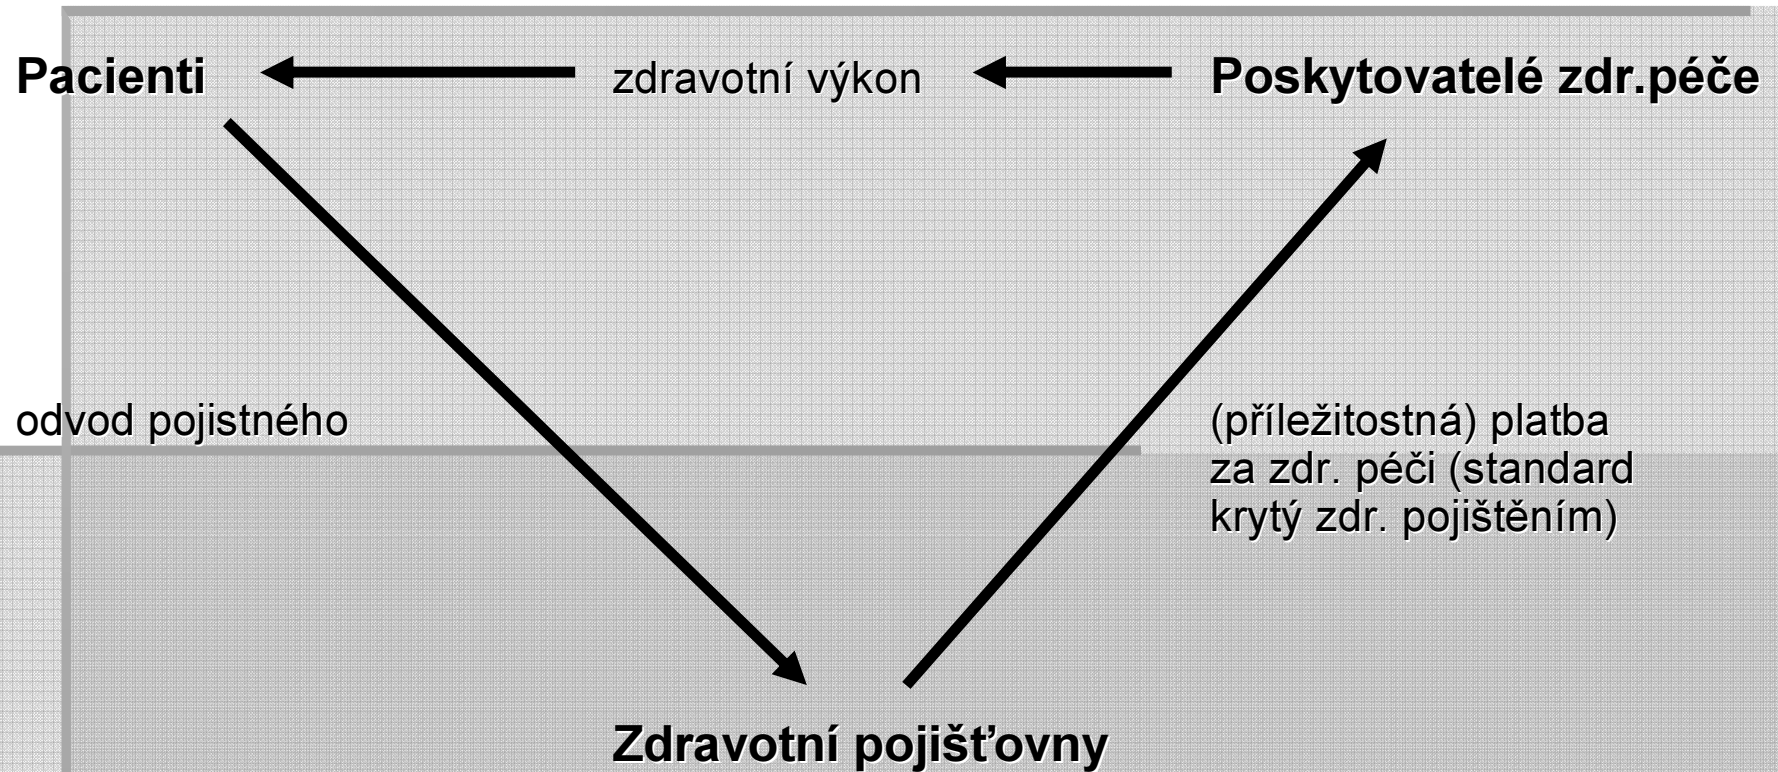 Pacienti
zdravotní výkon
Poskytovatelé zdr.péče
odvod pojistného
(příležitostná) platba
za zdr. péči (standard
krytý zdr. pojištěním)
Zdravotní pojišťovny